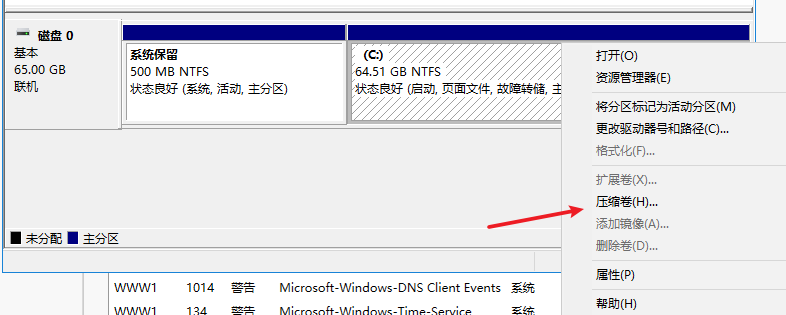 磁盘 0
基本
65.00 GB
联机
系统保留
500 MB NTFS
状态良好 (系统, 活动, 主分区)
(C:)
64.51 GB NTFS
状态良好 (启动, 页面文件, 故障转储, 主
打开(O)
资源管理器(E)
将分区标记为活动分区(M)
更改驱动器号和路径(C)...
格式化(F)...
扩展卷(X)...
压缩卷(H)...
添加镜像(A)...
删除卷(D)...
属性(P)
帮助(H)
未分配 主分区
WWW1 1014 警告 Microsoft-Windows-DNS Client Events 系统
WWW1 134 警告 Microsoft-Windows-Time-Service 系统